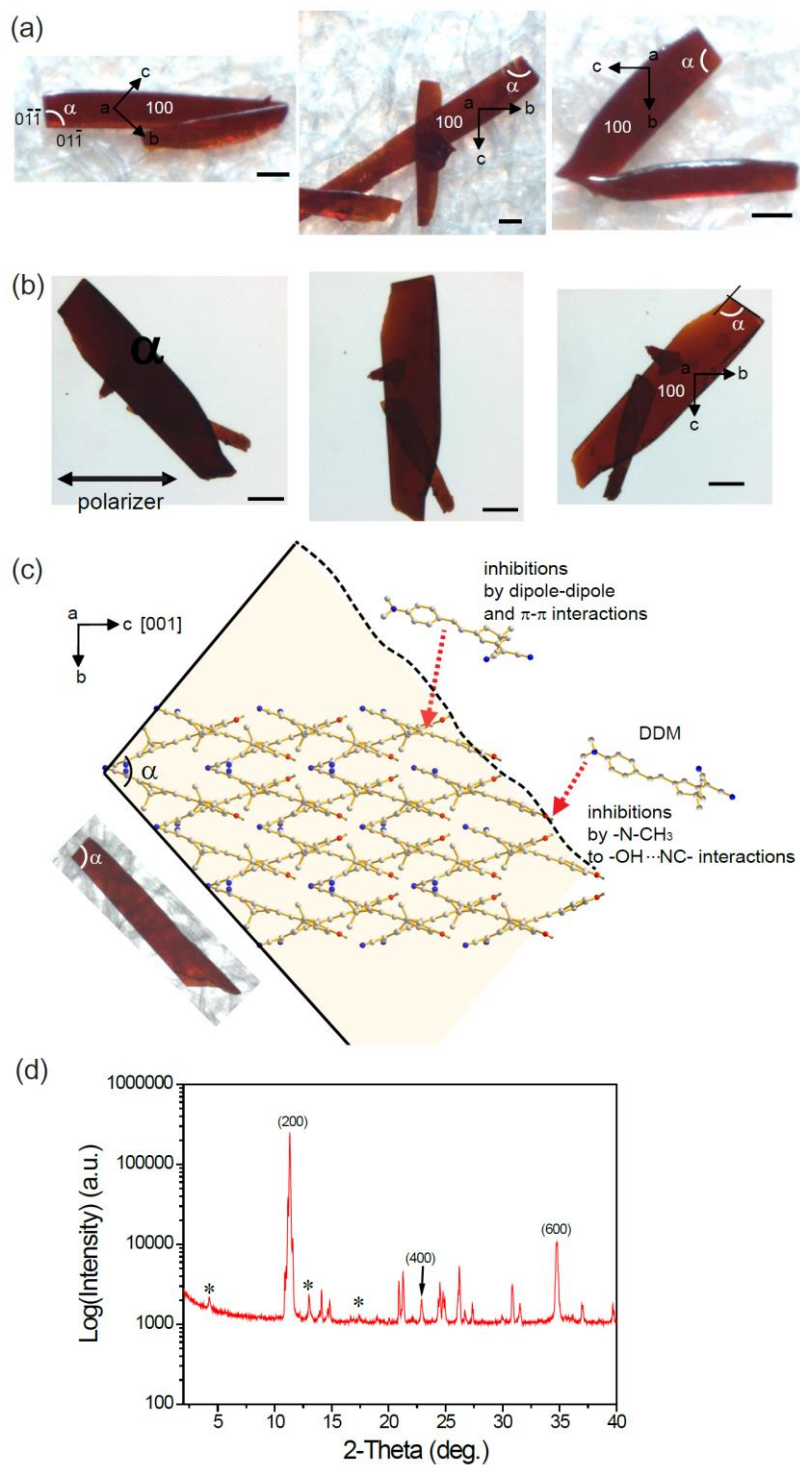 (a)
c
α
100
a
01̄1̄
011̄
b
α
100
b
c
a
c
α
100
b
(b)
α
polarizer
α
a
b
100
c
(c)
inhibitions
by dipole-dipole
and π-π interactions
a
c [001]
b
DDM
α
inhibitions
by -N-CH₃
to -OH···NC- interactions
α
(d)
1000000
(200)
100000
10000
(600)
(400)
*
*
*
1000
100
5
10
15
20
25
30
35
40
Log(Intensity) (a.u.)
2-Theta (deg.)